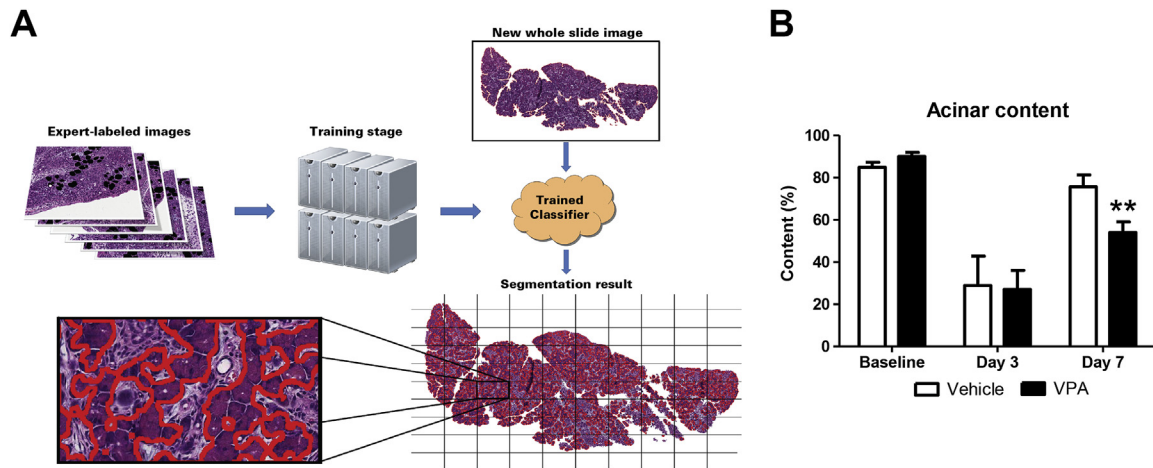 A
New whole slide image
Expert-labeled images
Training stage
Trained
Classifier
Segmentation result
B
Acinar content
Content (%)
100
80
60
40
20
0
**
Baseline
Day 3
Day 7
Vehicle
VPA